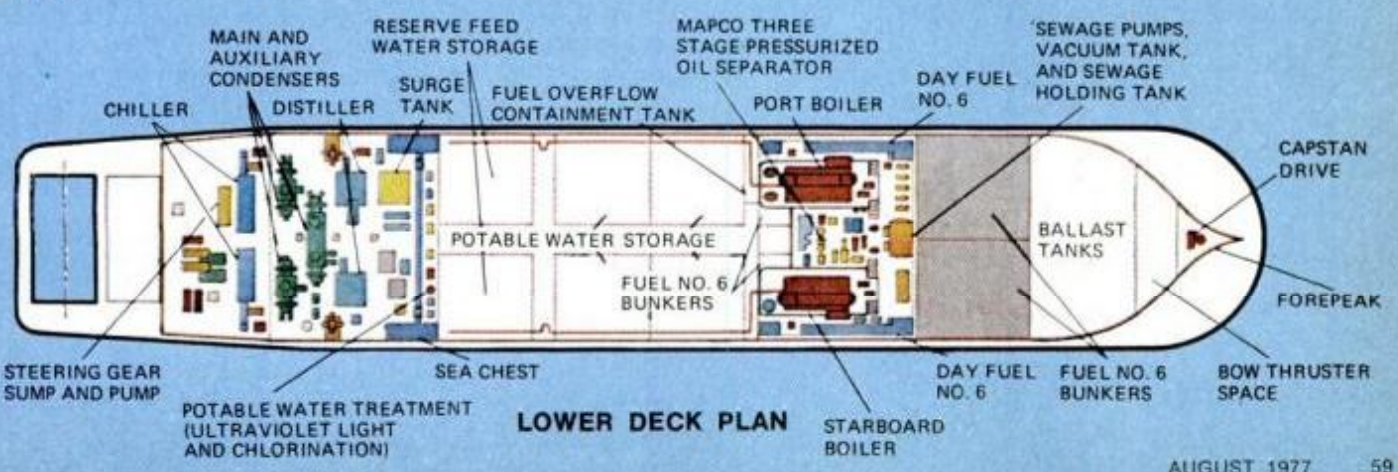 RESERVE FEED
WATER STORAGE
MAIN AND
AUXILIARY
CONDENSERS
SURGE
TANK
CHILLER
DISTILLER
FUEL OVERFLOW
CONTAINMENT TANK
MAPCO THREE
STAGE PRESSURIZED
OIL SEPARATOR
PORT BOILER
DAY FUEL
NO. 6
SEWAGE PUMPS,
VACUUM TANK,
AND SEWAGE
HOLDING TANK
CAPSTAN
DRIVE
POTABLE WATER STORAGE
BALLAST
TANKS
FUEL NO. 6
BUNKERS
FOREPEAK
STEERING GEAR
SUMP AND PUMP
POTABLE WATER TREATMENT
(ULTRAVIOLET LIGHT
AND CHLORINATION)
SEA CHEST
LOWER DECK PLAN
STARBOARD
BOILER
DAY FUEL
NO. 6
FUEL NO. 6
BUNKERS
BOW THRUSTER
SPACE
AUGUST 1977 59